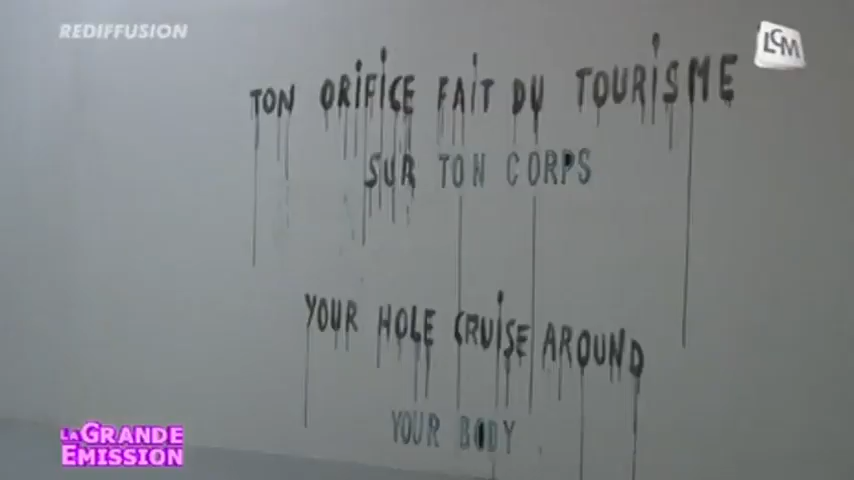 REDIFFUSION
LCM
TON ORIFICE FAIT DU TOURISME
SUR TON CORPS
YOUR HOLE CRUISE AROUND
YOUR BODY
LA GRANDE
EMISSION